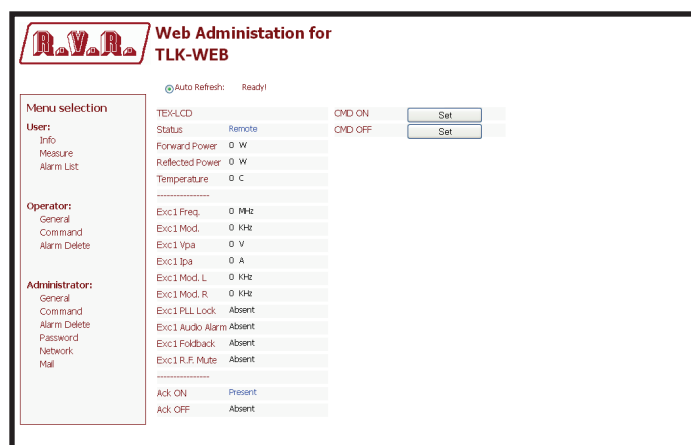 R.V.R.
Web Administation for
TLK-WEB
Auto Refresh: Ready!
Menu selection
User:
Info
Measure
Alarm List
Operator:
General
Command
Alarm Delete
Administrator:
General
Command
Alarm Delete
Password
Network
Mail
TEX-LCD
Status Remote
Forward Power 0 W
Reflected Power 0 W
Temperature 0 C
----------------
Exc1 Freq. 0 MHz
Exc1 Mod. 0 KHz
Exc1 Vpa 0 V
Exc1 Ipa 0 A
Exc1 Mod. L 0 KHz
Exc1 Mod. R 0 KHz
Exc1 PLL Lock Absent
Exc1 Audio Alarm Absent
Exc1 Foldback Absent
Exc1 R.F. Mute Absent
----------------
Ack ON Present
Ack OFF Absent
CMD ON Set
CMD OFF Set